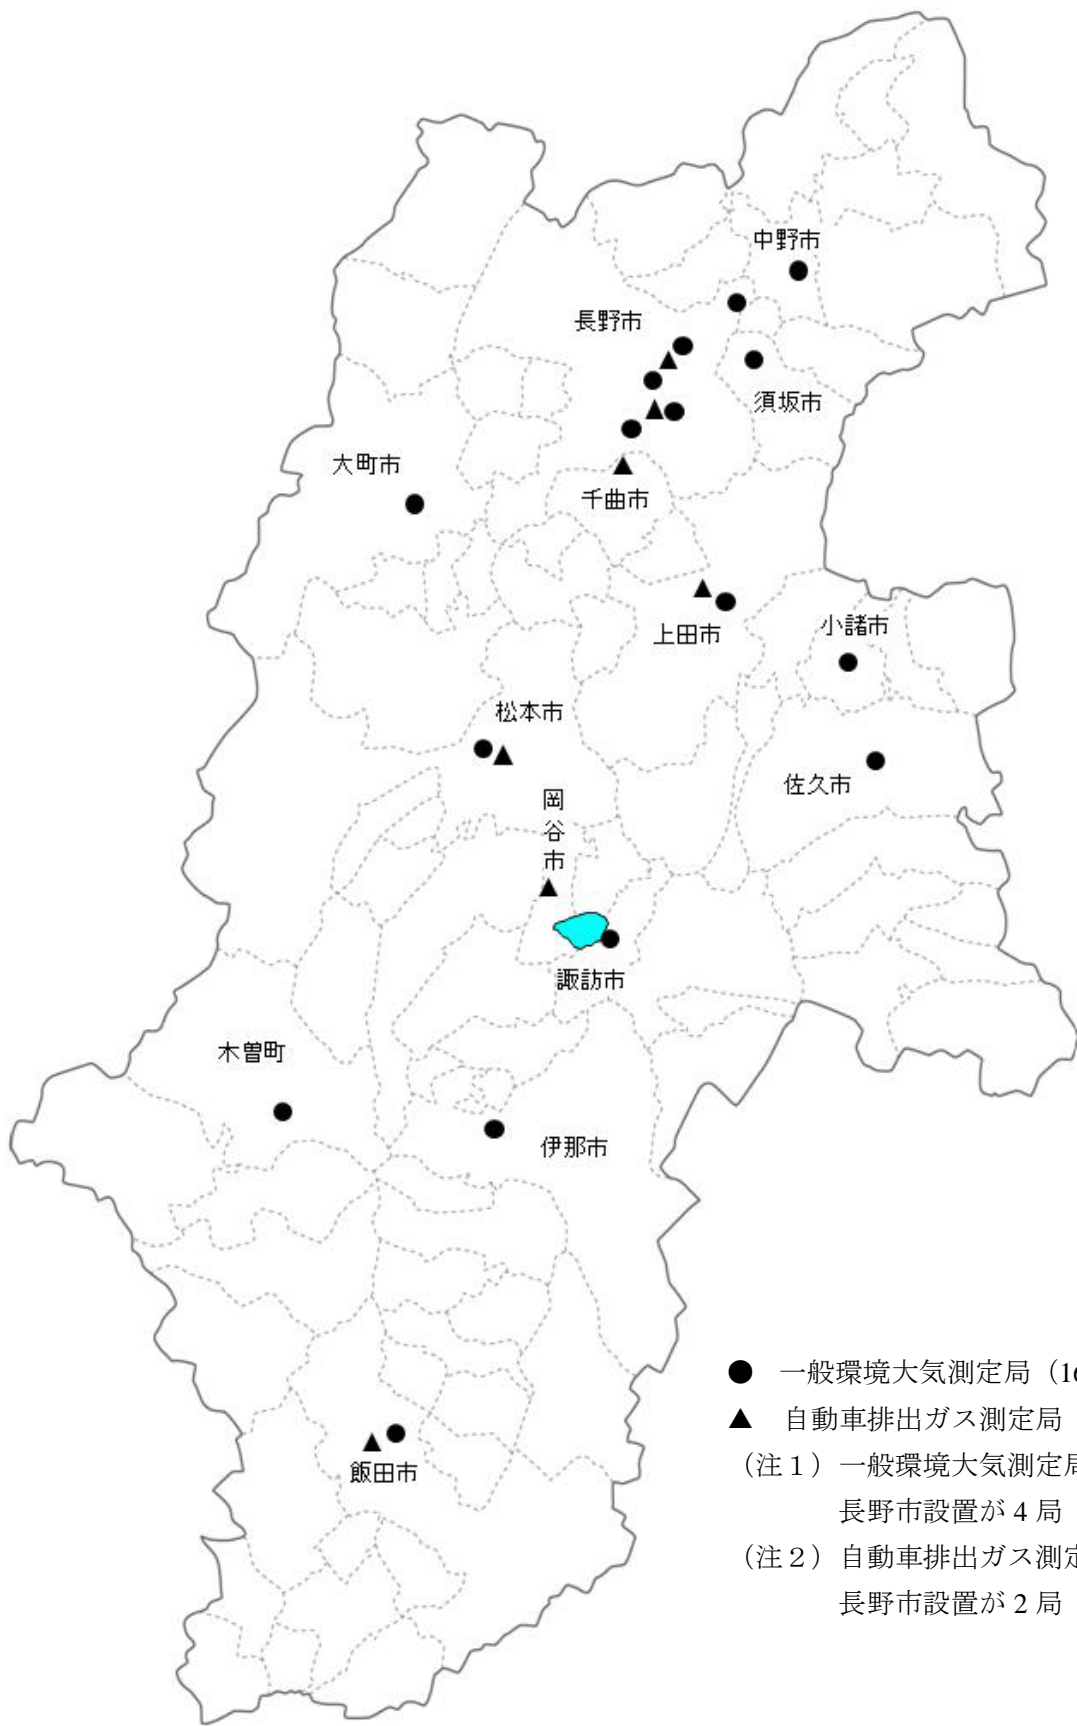 中野市
長野市
須坂市
大町市
千曲市
上田市
小諸市
松本市
佐久市
岡谷市
諏訪市
木曽町
伊那市
飯田市
● 一般環境大気測定局（16
▲ 自動車排出ガス測定局
（注１）一般環境大気測定局
長野市設置が 4 局
（注２）自動車排出ガス測定
長野市設置が 2 局